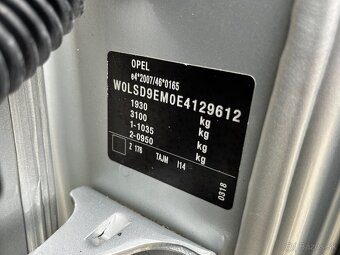 OPEL
e4*2007/46*0165
W0LSD9EM0E4129612
1930 kg
3100 kg
1-1035 kg
2-0950 kg
Z 176 TAJM I14
0318